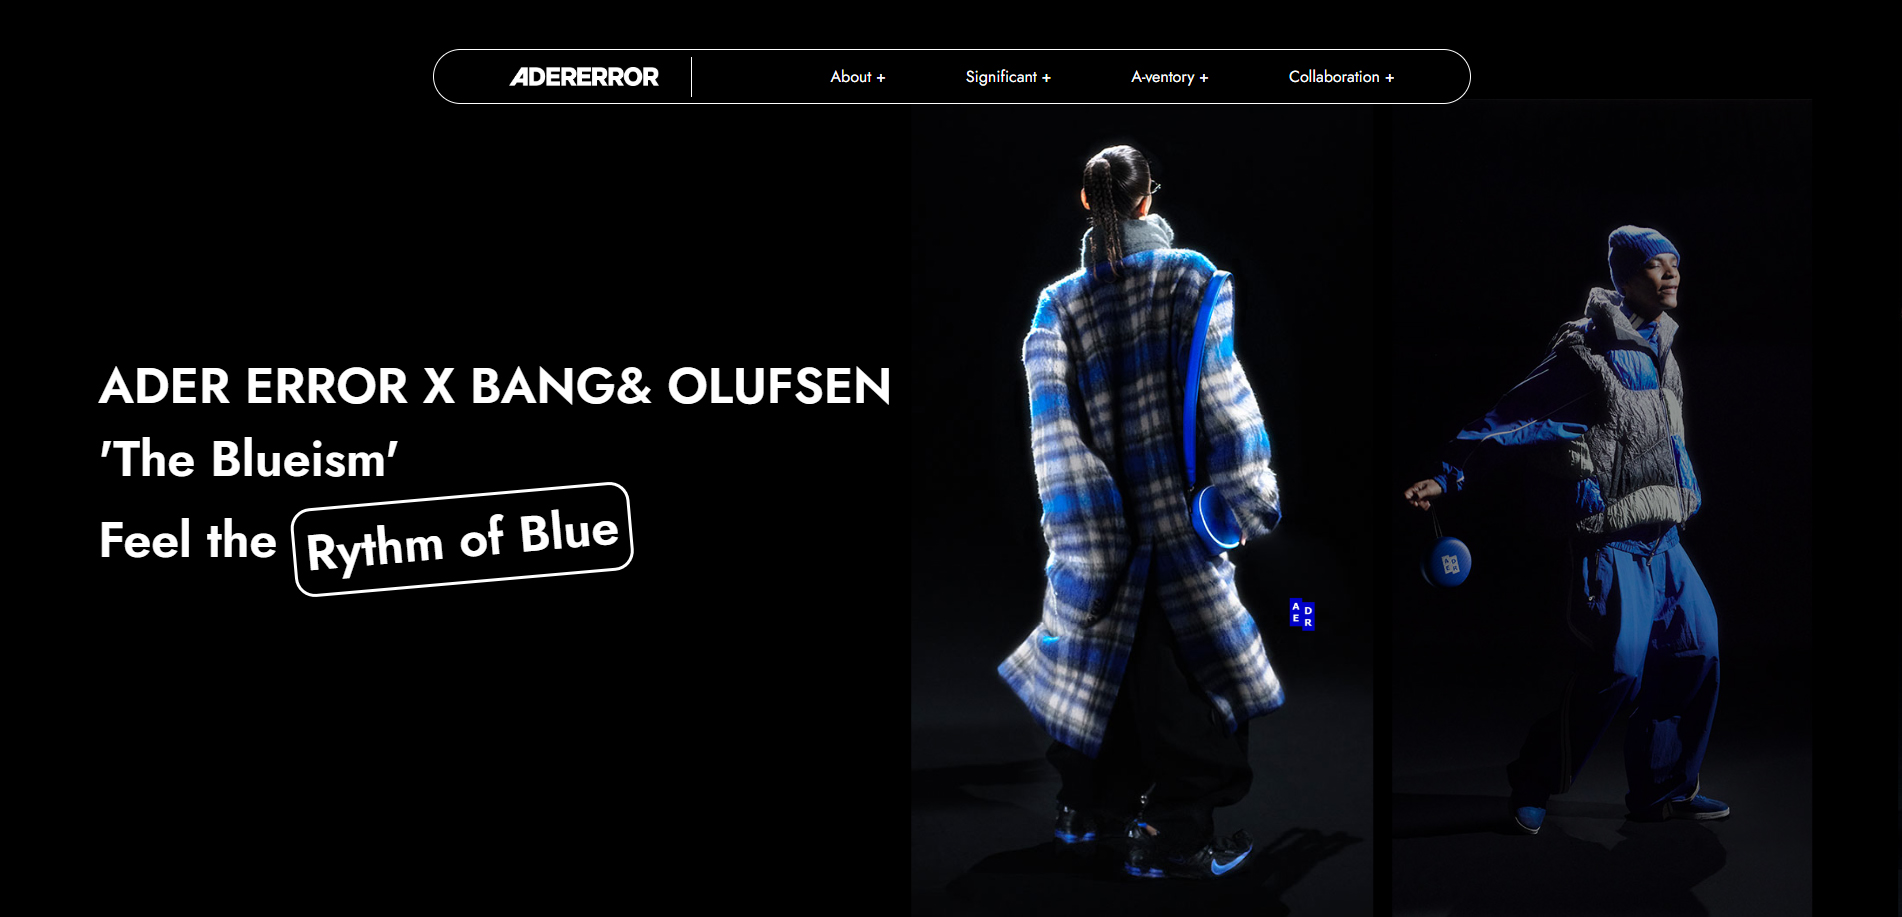 ADERERROR
About +
Significant +
A-ventory +
Collaboration +
ADER ERROR X BANG& OLUFSEN
'The Blueism'
Feel the Rythm of Blue
A D
E R
A D
E R